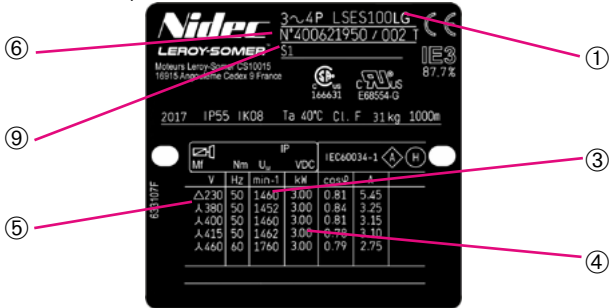 Nidec
3~4P LSES100LG CE
⑥ N°400621950 / 002 T ①
LEROY-SOMER S1 IE3
Moteurs Leroy-Somer CS10015
16915 Angoulême Cedex 9 France
87.7%
C US C US
166631 E68554-G
⑨
2017 IP55 IK08 Ta 40°C Cl. F 31kg 1000m
IP
IEC60034-1 A H
Mf Nm VDC
③
V Hz min-1 kW cosφ A
△230 50 1460 3.00 0.81 5.45
⅄380 50 1452 3.00 0.84 3.25
⑤ ⅄400 50 1460 3.00 0.81 3.15
⅄415 50 1462 3.00 0.78 3.10
⅄460 60 1760 3.00 0.79 2.75
④
633107F